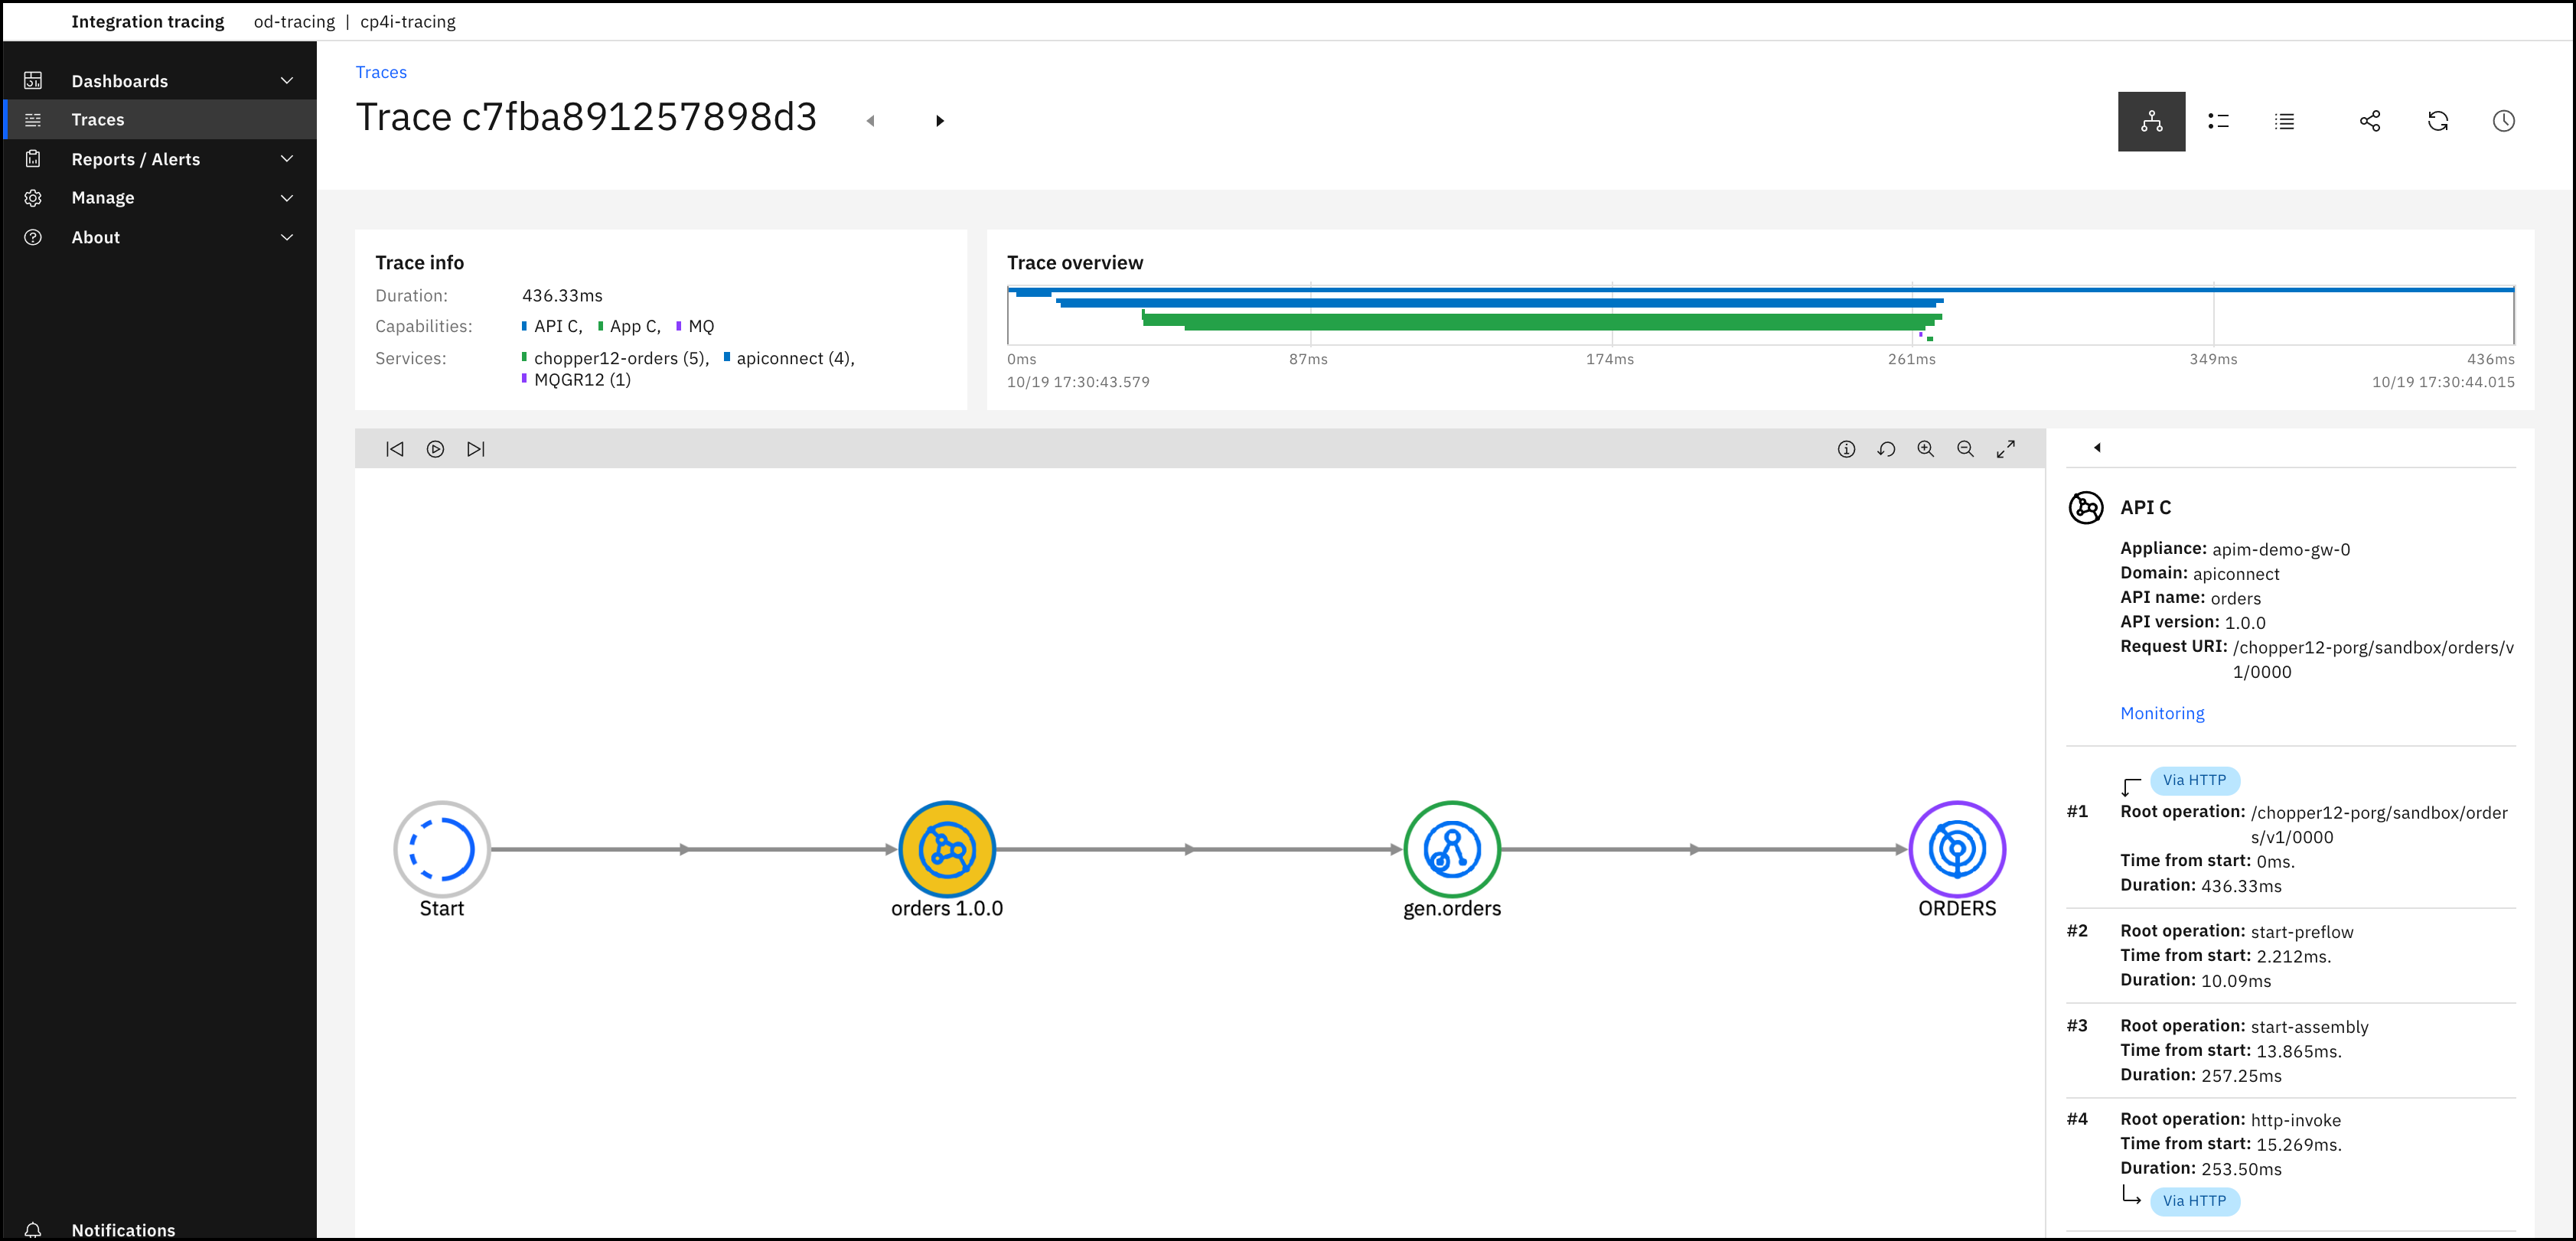 Integration tracing od-tracing | cp4i-tracing
Dashboards
Traces
Reports / Alerts
Manage
About
Notifications
Traces
Trace c7fba891257898d3
Trace info
Duration: 436.33ms
Capabilities: API C, App C, MQ
Services: chopper12-orders (5), apiconnect (4),
MQGR12 (1)
Trace overview
0ms 87ms 174ms 261ms 349ms 436ms
10/19 17:30:43.579 10/19 17:30:44.015
Start
orders 1.0.0
gen.orders
ORDERS
API C
Appliance: apim-demo-gw-0
Domain: apiconnect
API name: orders
API version: 1.0.0
Request URI: /chopper12-porg/sandbox/orders/v
1/0000
Monitoring
Via HTTP
#1 Root operation: /chopper12-porg/sandbox/order
s/v1/0000
Time from start: 0ms.
Duration: 436.33ms
#2 Root operation: start-preflow
Time from start: 2.212ms.
Duration: 10.09ms
#3 Root operation: start-assembly
Time from start: 13.865ms.
Duration: 257.25ms
#4 Root operation: http-invoke
Time from start: 15.269ms.
Duration: 253.50ms
Via HTTP